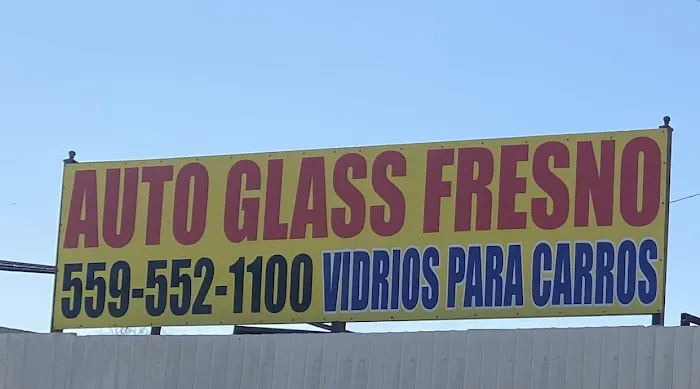 AUTO GLASS FRESNO
559-552-1100 VIDRIOS PARA CARROS